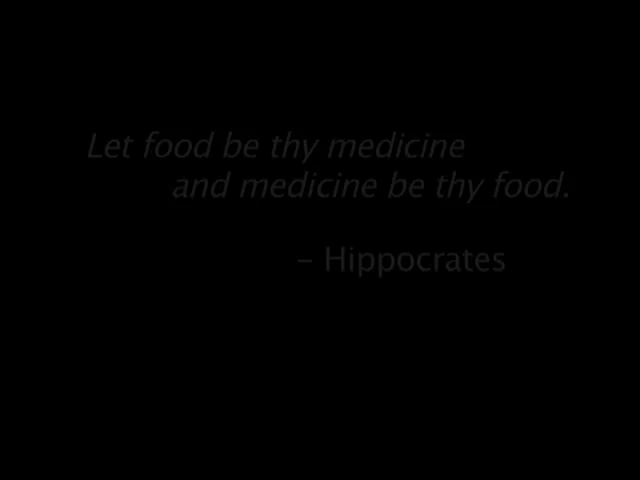 Let food be thy medicine
and medicine be thy food.
– Hippocrates